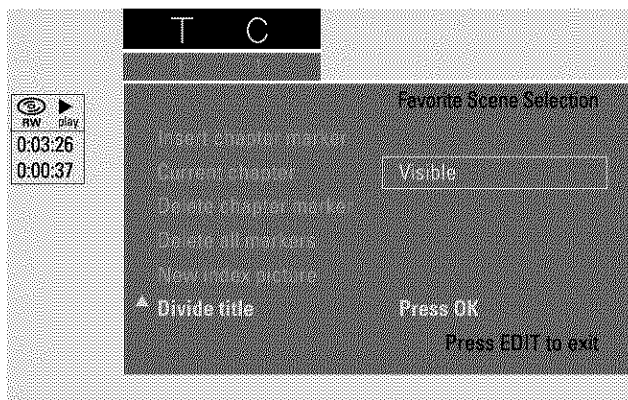 T C
Favorite Scene Selection
RW play
0:03:26
0:00:37
Insert chapter marker
Current chapter Visible
Delete chapter marker
Delete all markers
New index picture
Divide title Press OK
Press EDIT to exit